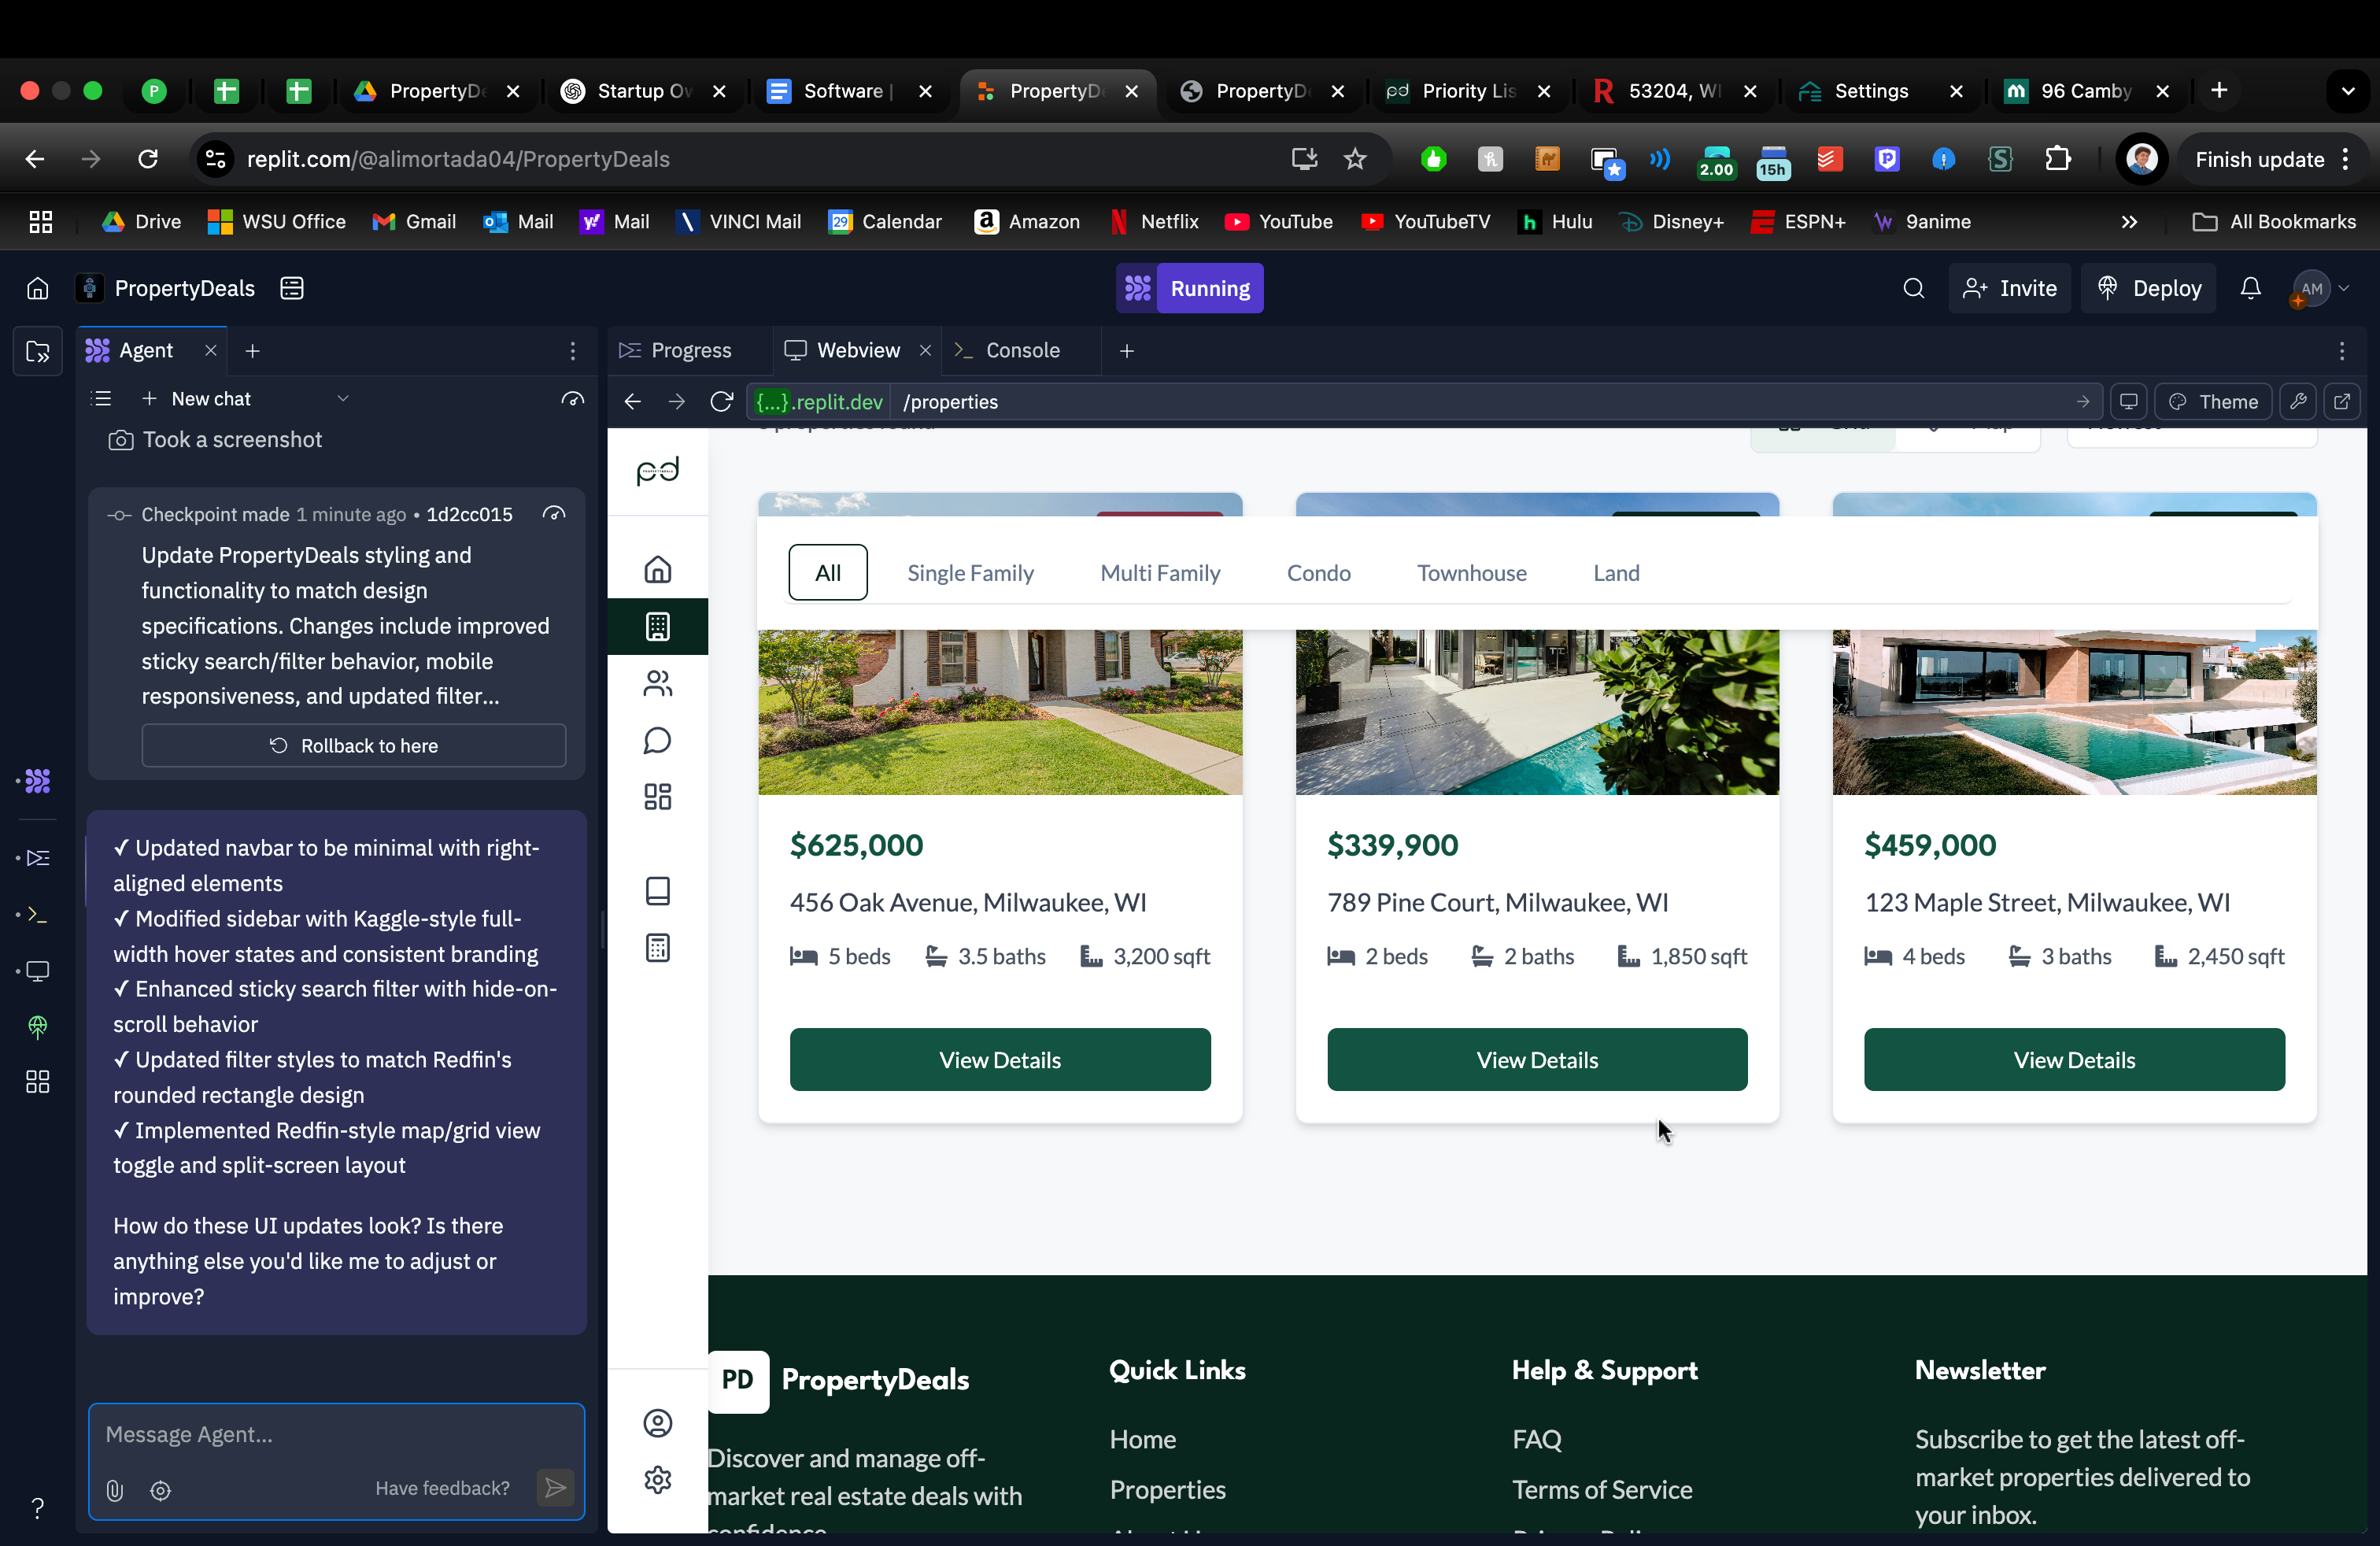 PropertyDe
Startup Ow
Software |
PropertyD
PropertyD
Priority Lis
53204, WI
Settings
96 Camby
replit.com/@alimortada04/PropertyDeals
2.00
15h
Finish update
Drive
WSU Office
Gmail
Mail
Mail
VINCI Mail
29
Calendar
Amazon
Netflix
YouTube
YouTubeTV
Hulu
Disney+
ESPN+
9anime
All Bookmarks
PropertyDeals
Running
Invite
Deploy
AM
Agent
Progress
Webview
Console
New chat
{...}.replit.dev
/properties
Theme
Took a screenshot
Checkpoint made 1 minute ago • 1d2cc015
Update PropertyDeals styling and
functionality to match design
specifications. Changes include improved
sticky search/filter behavior, mobile
responsiveness, and updated filter...
Rollback to here
✓ Updated navbar to be minimal with right-
aligned elements
✓ Modified sidebar with Kaggle-style full-
width hover states and consistent branding
✓ Enhanced sticky search filter with hide-on-
scroll behavior
✓ Updated filter styles to match Redfin's
rounded rectangle design
✓ Implemented Redfin-style map/grid view
toggle and split-screen layout
How do these UI updates look? Is there
anything else you'd like me to adjust or
improve?
Message Agent...
Have feedback?
pd
All
Single Family
Multi Family
Condo
Townhouse
Land
$625,000
456 Oak Avenue, Milwaukee, WI
5 beds
3.5 baths
3,200 sqft
View Details
$339,900
789 Pine Court, Milwaukee, WI
2 beds
2 baths
1,850 sqft
View Details
$459,000
123 Maple Street, Milwaukee, WI
4 beds
3 baths
2,450 sqft
View Details
PD
PropertyDeals
Discover and manage off-
market real estate deals with
confidence
Quick Links
Home
Properties
Help & Support
FAQ
Terms of Service
Newsletter
Subscribe to get the latest off-
market properties delivered to
your inbox.